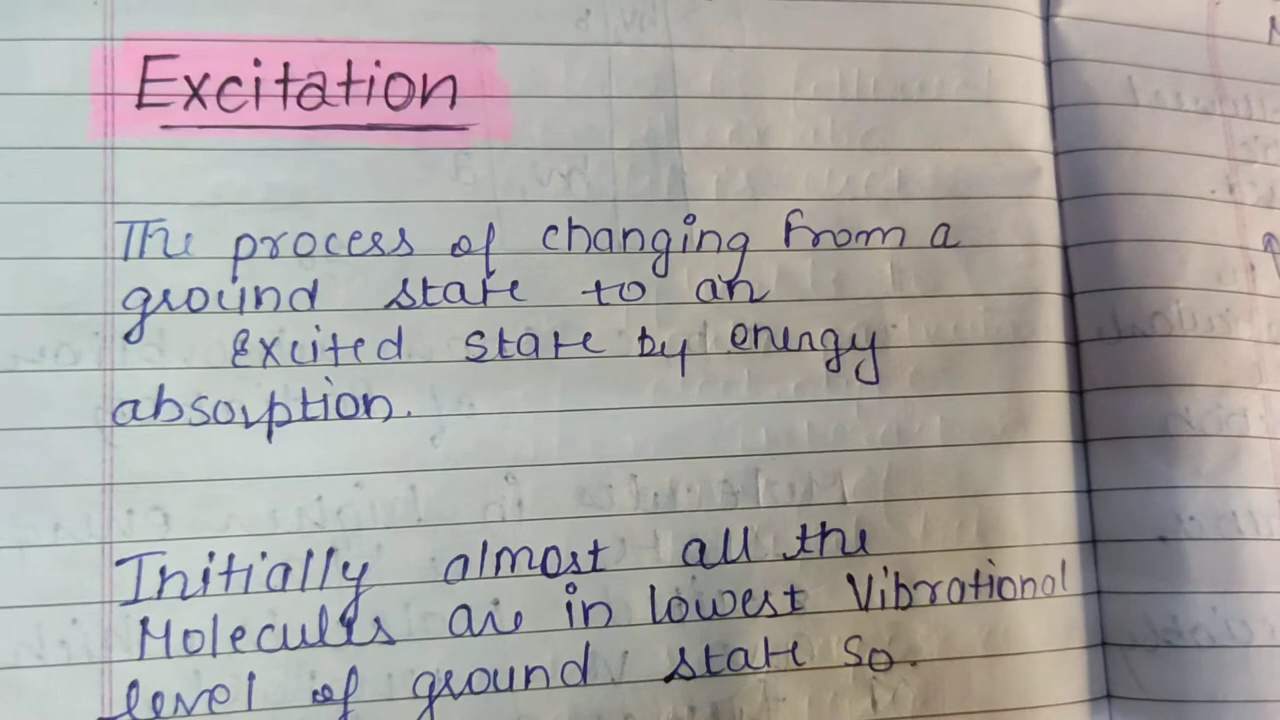 Excitation
The process of changing from a
ground state to an
excited state by energy
absorption.
Initially almost all the
Molecules are in lowest Vibrational
level of ground state So.